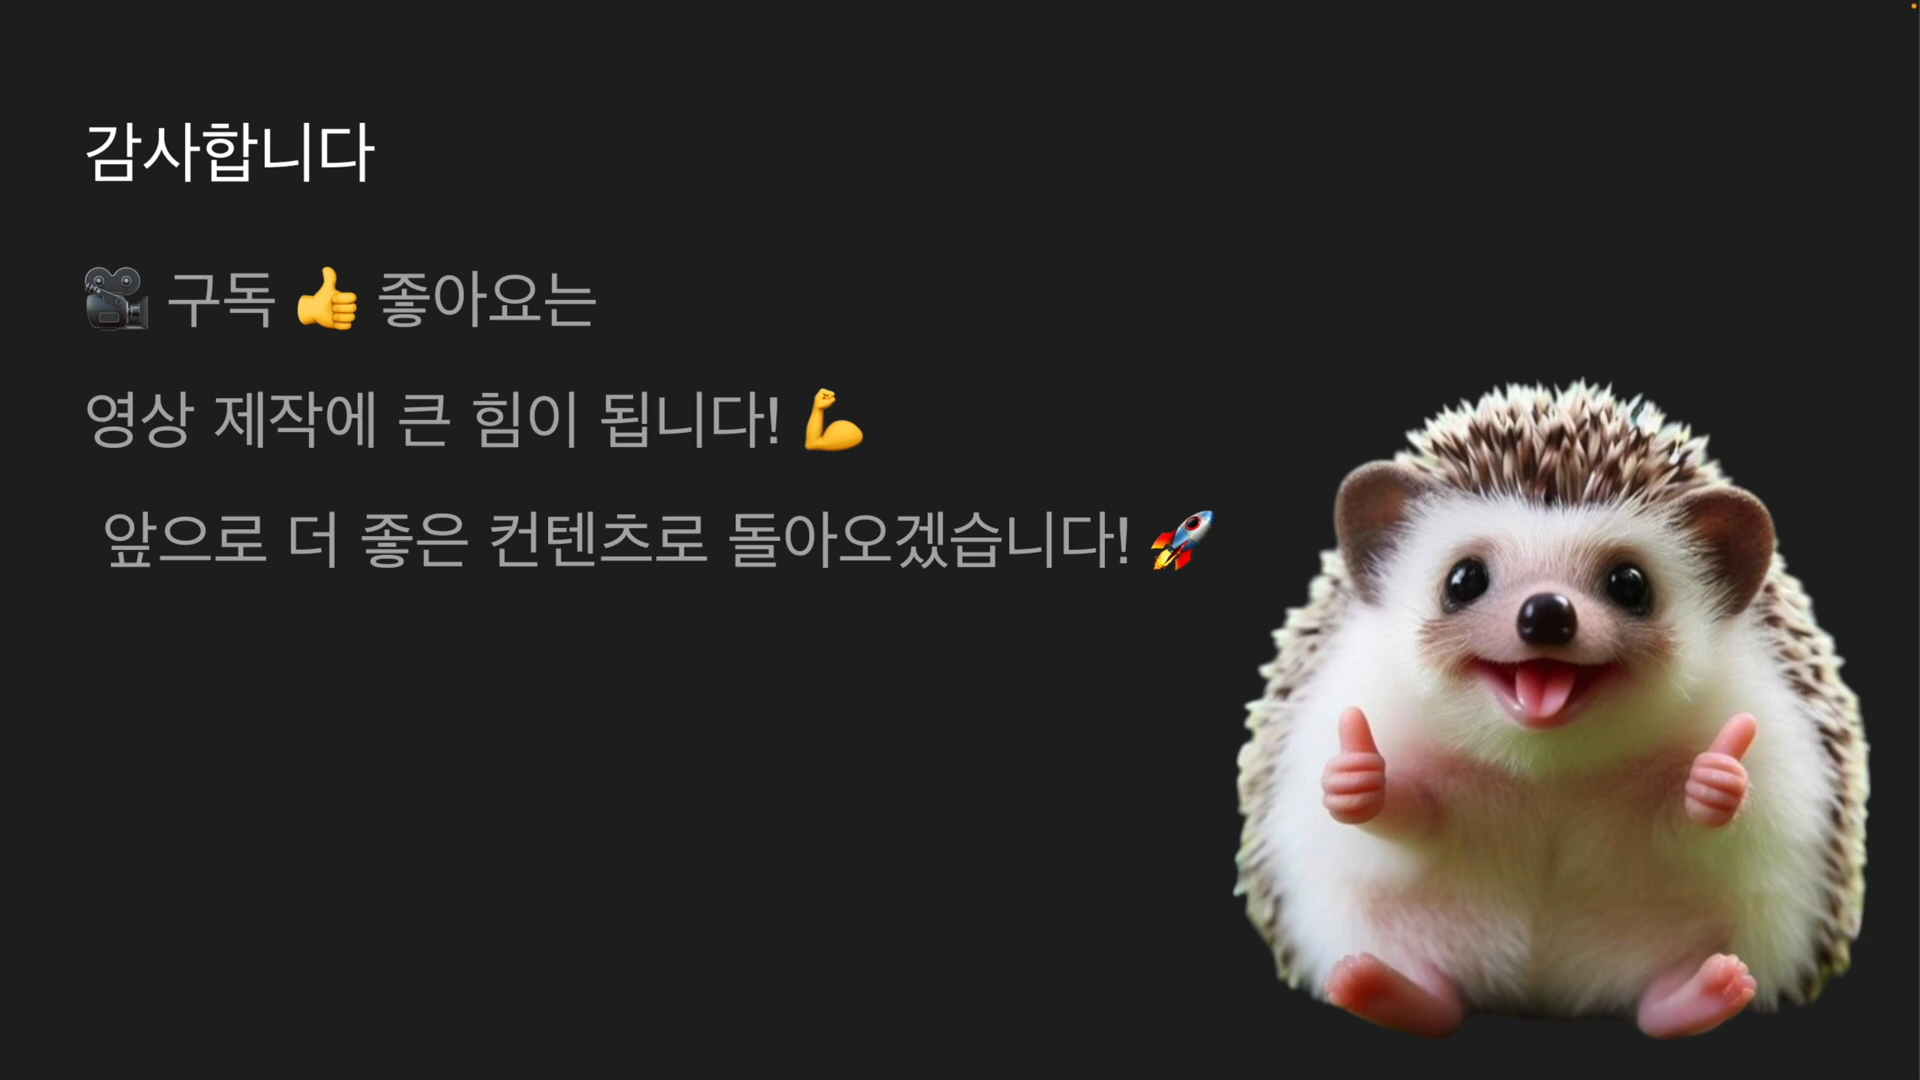 감사합니다
🎥 구독 👍 좋아요는
영상 제작에 큰 힘이 됩니다! 💪
앞으로 더 좋은 컨텐츠로 돌아오겠습니다! 🚀